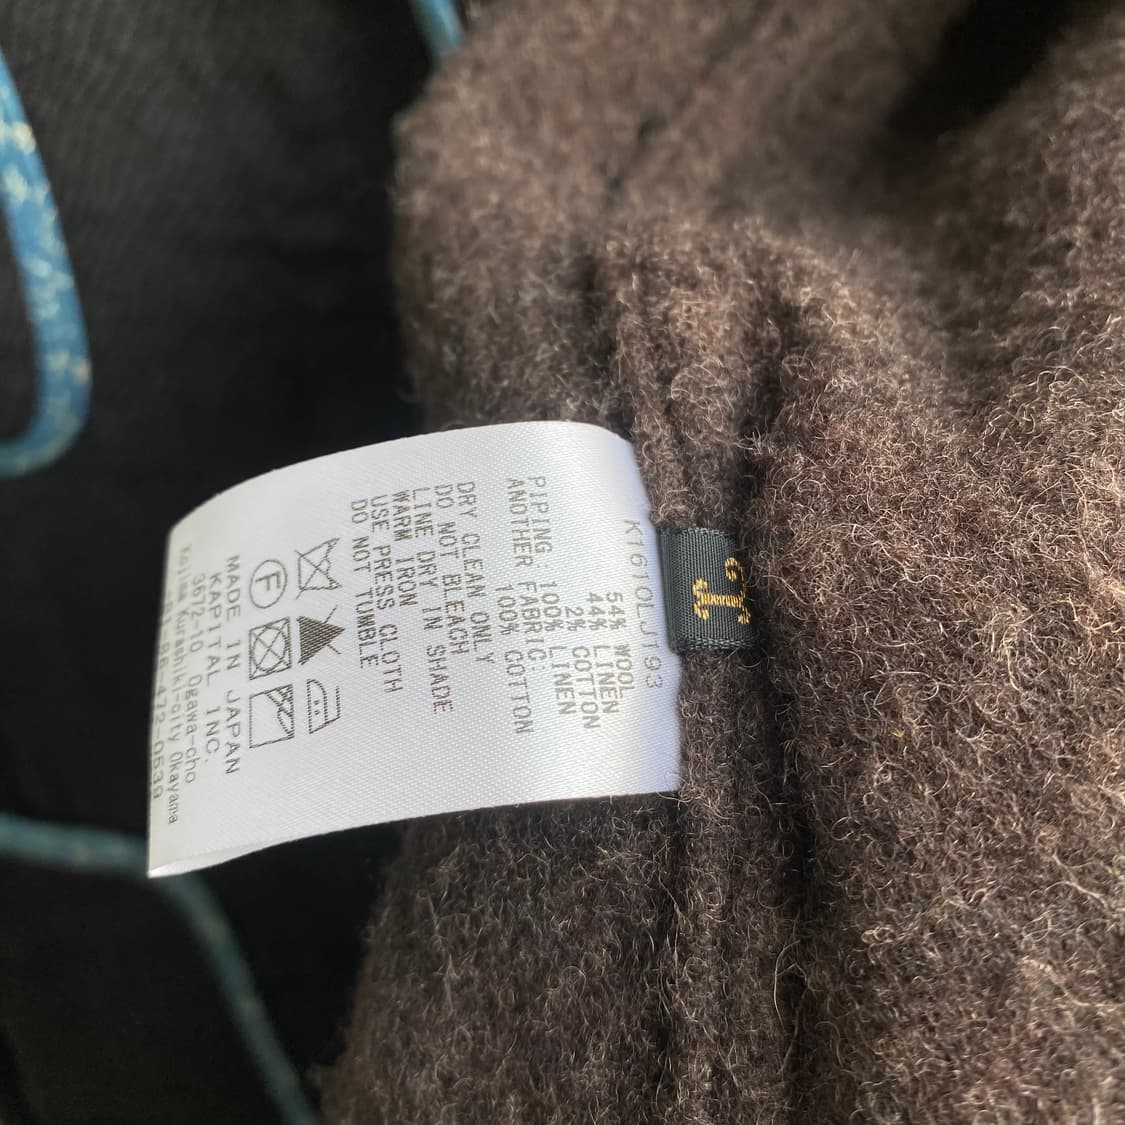 K1610LJ193
54% WOOL
44% LINEN
2% COTTON
PIPING: 100% LINEN
ANOTHER FABRIC:
100% COTTON
DRY CLEAN ONLY
DO NOT BLEACH
LINE DRY IN SHADE
WARM IRON
USE PRESS CLOTH
DO NOT TUMBLE
F
MADE IN JAPAN
KAPITAL INC.
3672-10 Ogawa-cho
Kojima Kurashiki-city Okayama